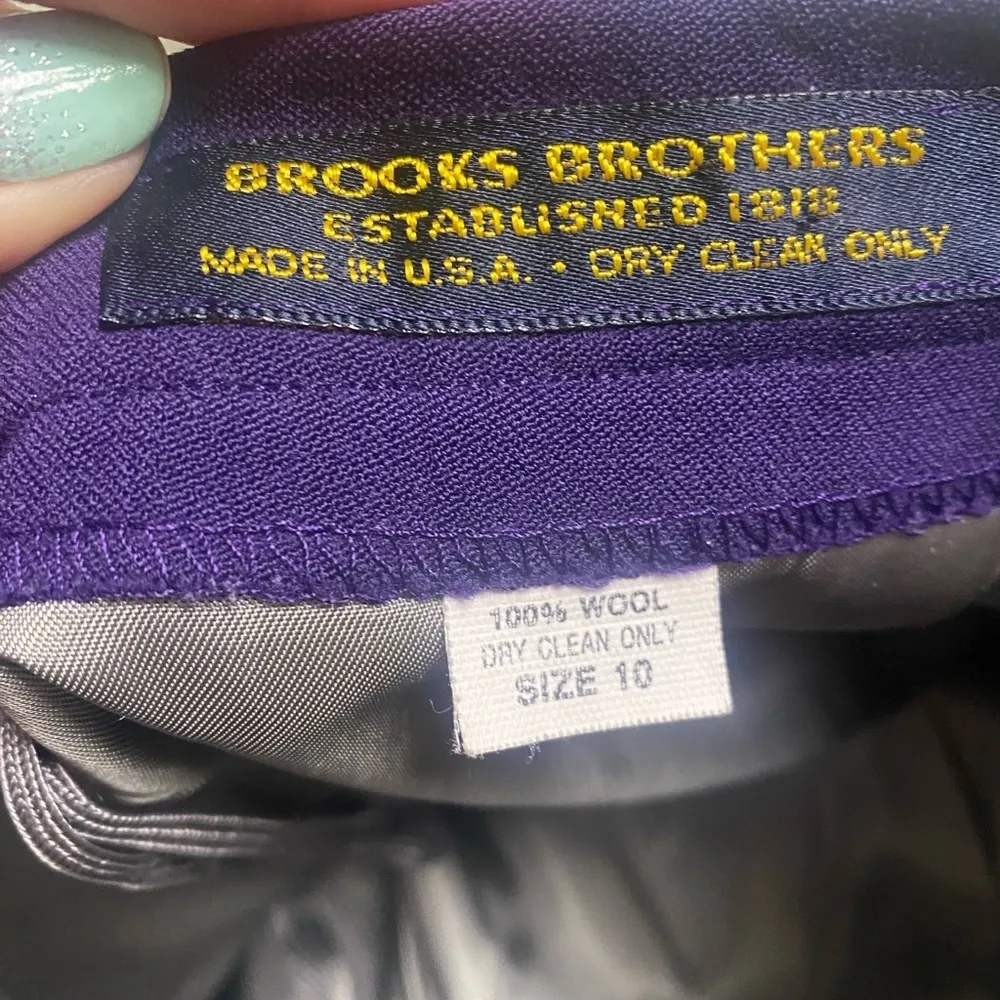 BROOKS BROTHERS
ESTABLISHED 1818
MADE IN U.S.A. • DRY CLEAN ONLY
100% WOOL
DRY CLEAN ONLY
SIZE 10